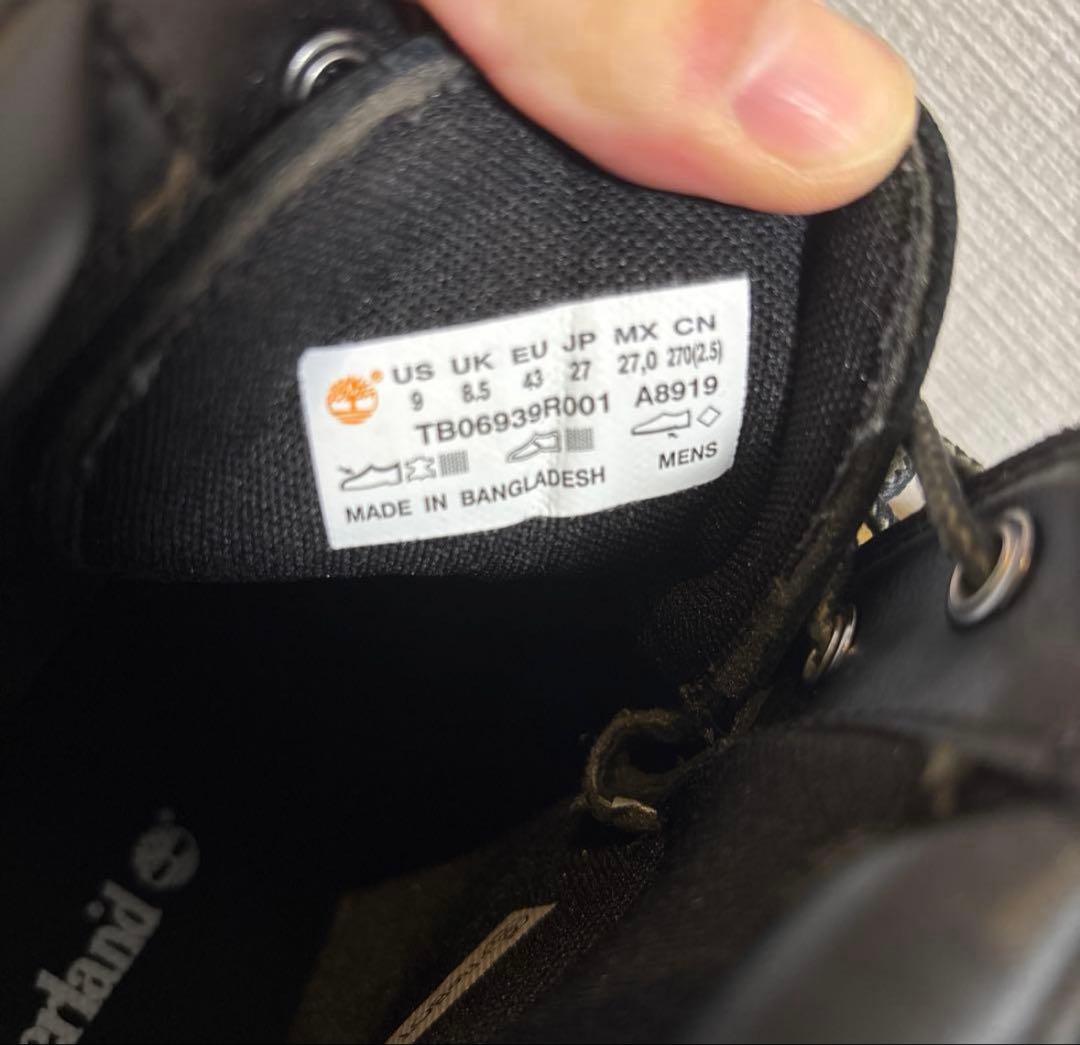 ® US UK EU JP MX CN
9 8.5 43 27 27,0 270(2.5)
TB06939R001 A8919
MADE IN BANGLADESH MENS
erland